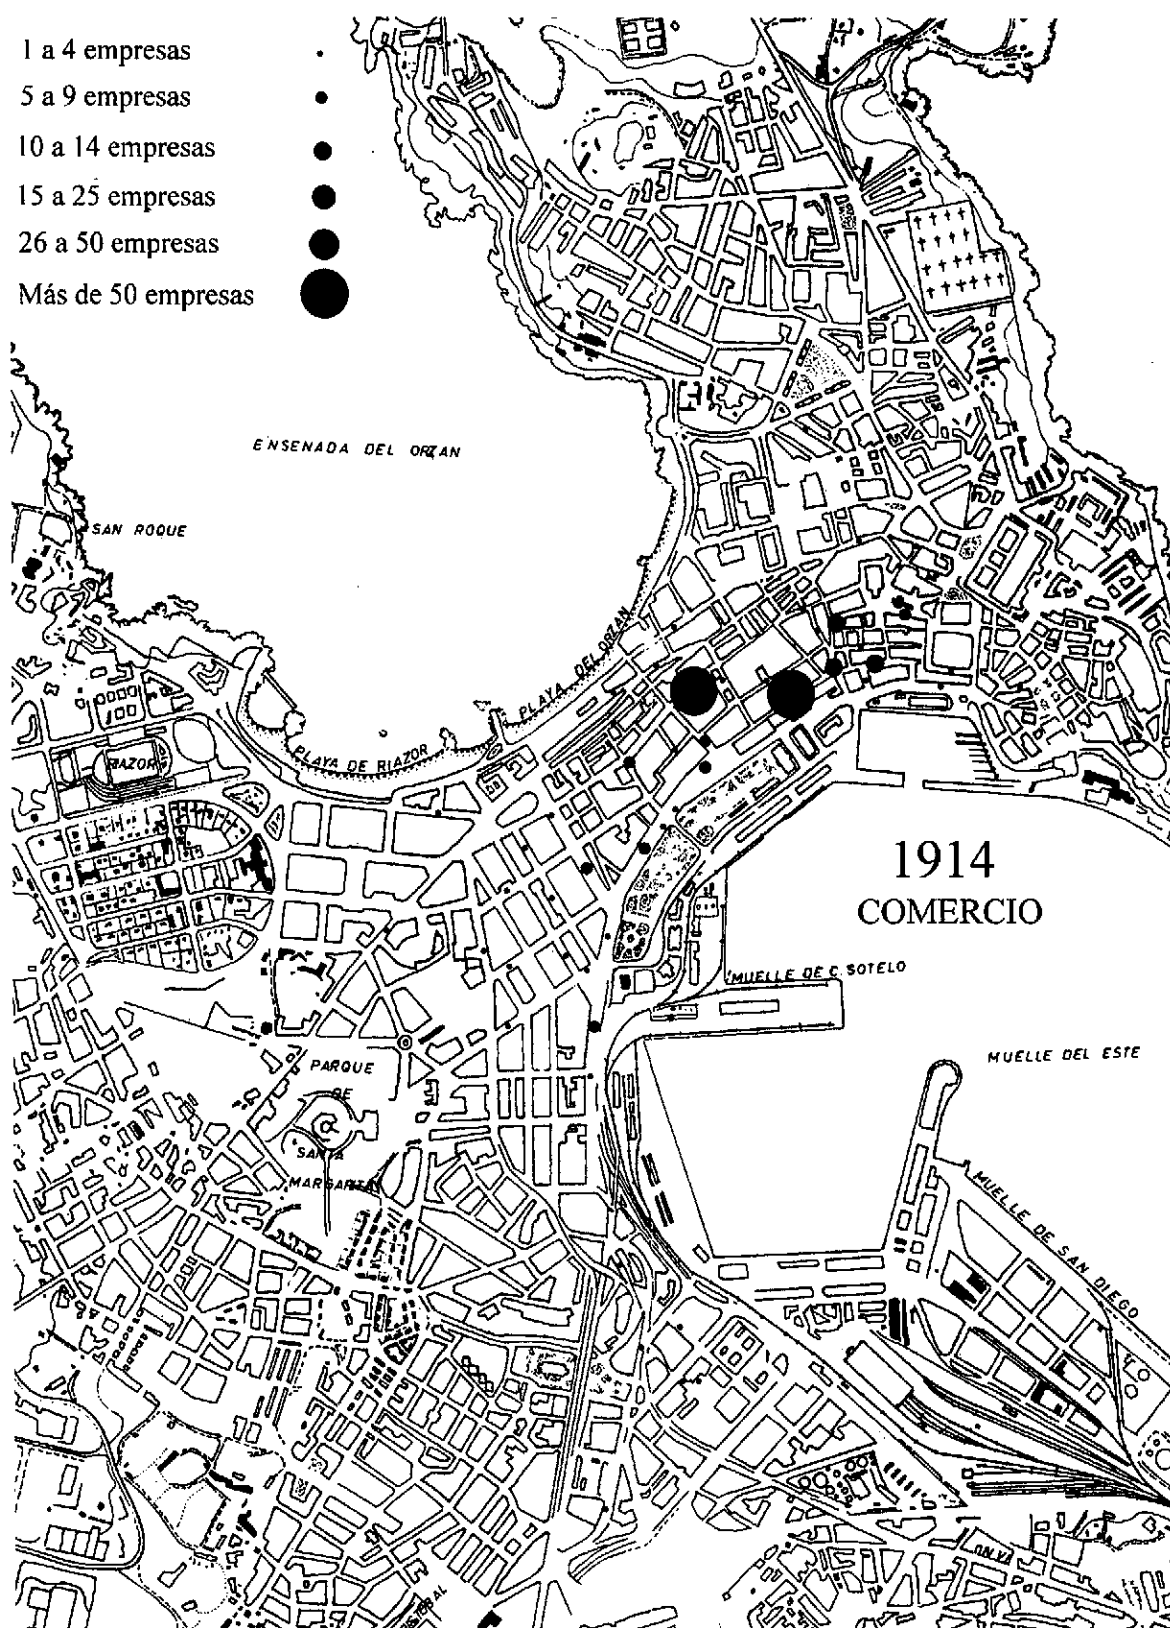 1 a 4 empresas
5 a 9 empresas
10 a 14 empresas
15 a 25 empresas
26 a 50 empresas
Más de 50 empresas
ENSENADA DEL ORZAN
SAN ROQUE
PLAYA DEL ORZAN
PLAYA DE RIAZOR
RIAZOR
1914
COMERCIO
MUELLE DE C. SOTELO
MUELLE DEL ESTE
PARQUE
DE
SANTA
MARGARITA
MUELLE DE SAN DIEGO